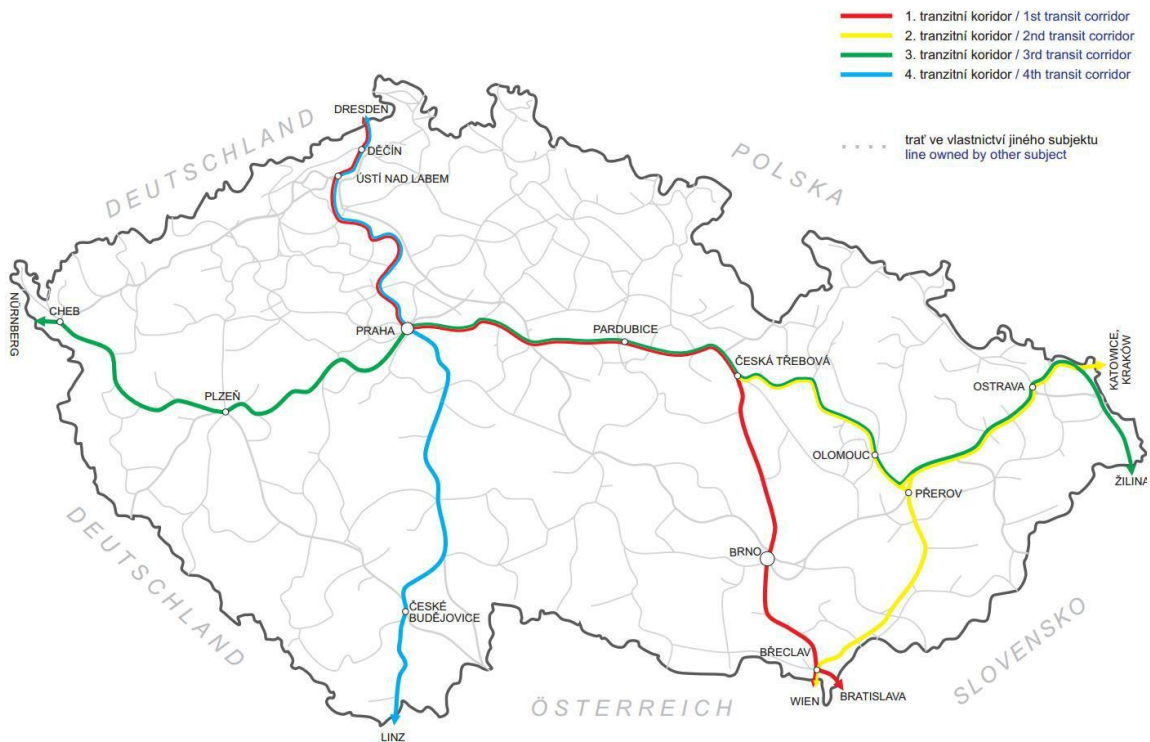 1. tranzitní koridor / 1st transit corridor
2. tranzitní koridor / 2nd transit corridor
3. tranzitní koridor / 3rd transit corridor
4. tranzitní koridor / 4th transit corridor
trať ve vlastnictví jiného subjektu
line owned by other subject
DEUTSCHLAND
DRESDEN
DĚČÍN
ÚSTÍ NAD LABEM
POLSKA
NÜRNBERG
CHEB
PRAHA
PARDUBICE
ČESKÁ TŘEBOVÁ
KATOWICE,
KRAKÓW
OSTRAVA
PLZEŇ
OLOMOUC
ŽILINA
PŘEROV
DEUTSCHLAND
BRNO
ČESKÉ
BUDĚJOVICE
SLOVENSKO
BŘECLAV
WIEN
BRATISLAVA
ÖSTERREICH
LINZ